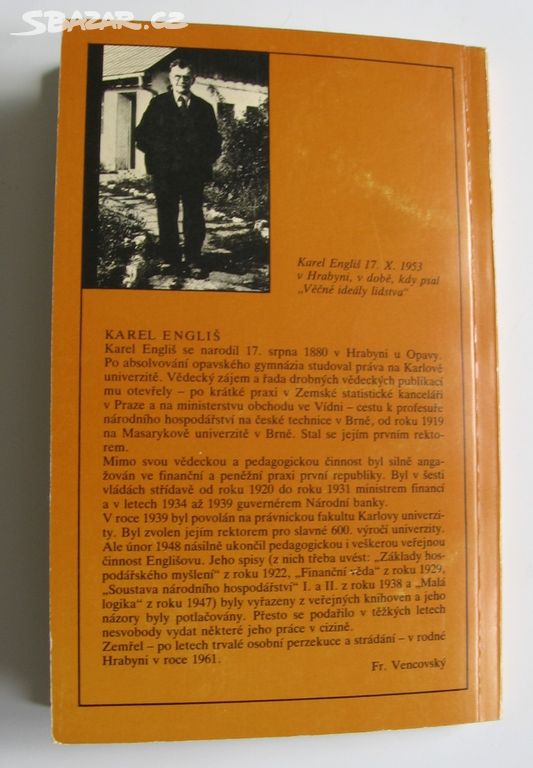 SBAZAR.CZ
Karel Engliš 17. X. 1953
v Hrabyni, v době, kdy psal
„Věčné ideály lidstva“
KAREL ENGLIŠ
Karel Engliš se narodil 17. srpna 1880 v Hrabyni u Opavy.
Po absolvování opavského gymnázia studoval práva na Karlově
univerzitě. Vědecký zájem a řada drobných vědeckých publikací
mu otevřely – po krátké praxi v Zemské statistické kanceláři
v Praze a na ministerstvu obchodu ve Vídni – cestu k profesuře
národního hospodářství na české technice v Brně, od roku 1919
na Masarykově univerzitě v Brně. Stal se jejím prvním rekto-
rem.
Mimo svou vědeckou a pedagogickou činnost byl silně anga-
žován ve finanční a peněžní praxi první republiky. Byl v šesti
vládách střídavě od roku 1920 do roku 1931 ministrem financí
a v letech 1934 až 1939 guvernérem Národní banky.
V roce 1939 byl povolán na právnickou fakultu Karlovy univerzi-
ty. Byl zvolen jejím rektorem pro slavné 600. výročí univerzity.
Ale únor 1948 násilně ukončil pedagogickou i veškerou veřejnou
činnost Englišovu. Jeho spisy (z nich třeba uvést: „Základy hos-
podářského myšlení“ z roku 1922, „Finanční věda“ z roku 1929,
„Soustava národního hospodářství“ I. a II. z roku 1938 a „Malá
logika“ z roku 1947) byly vyřazeny z veřejných knihoven a jeho
názory byly potlačovány. Přesto se podařilo v těžkých letech
nesvobody vydat některé jeho práce v cizině.
Zemřel – po letech trvalé osobní perzekuce a strádání – v rodné
Hrabyni v roce 1961.
Fr. Vencovský